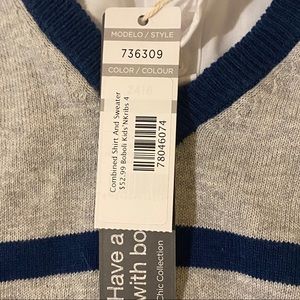 MODELO / STYLE
736309
COLOR / COLOUR
Combined Shirt And Sweater
$52.99 Boboli Kids'NKribs 4
78046074
Have a
with bo
Chic Collection